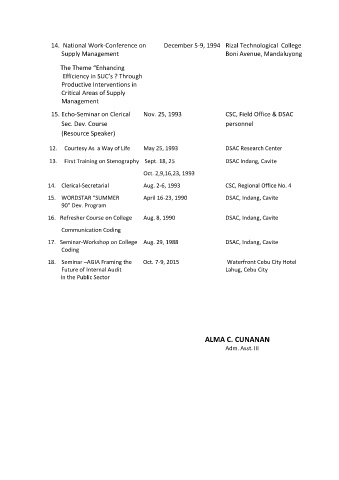 14. National Work-Conference on December 5-9, 1994 Rizal Technological College
Supply Management Boni Avenue, Mandaluyong
The Theme "Enhancing
Efficiency in SUC's ? Through
Productive Interventions in
Critical Areas of Supply
Management
15. Echo-Seminar on Clerical Nov. 25, 1993 CSC, Field Office & DSAC
Sec. Dev. Course personnel
(Resource Speaker)
12. Courtesy As a Way of Life May 25, 1993 DSAC Research Center
13. First Training on Stenography Sept. 18, 25 DSAC Indang, Cavite
Oct. 2,9,16,23, 1993
14. Clerical-Secretarial Aug. 2-6, 1993 CSC, Regional Office No. 4
15. WORDSTAR "SUMMER April 16-23, 1990 DSAC, Indang, Cavite
90" Dev. Program
16. Refresher Course on College Aug. 8, 1990 DSAC, Indang, Cavite
Communication Coding
17. Seminar-Workshop on College Aug. 29, 1988 DSAC, Indang, Cavite
Coding
18. Seminar –AGIA Framing the Oct. 7-9, 2015 Waterfront Cebu City Hotel
Future of Internal Audit Lahug, Cebu City
in the Public Sector
ALMA C. CUNANAN
Adm. Asst. III